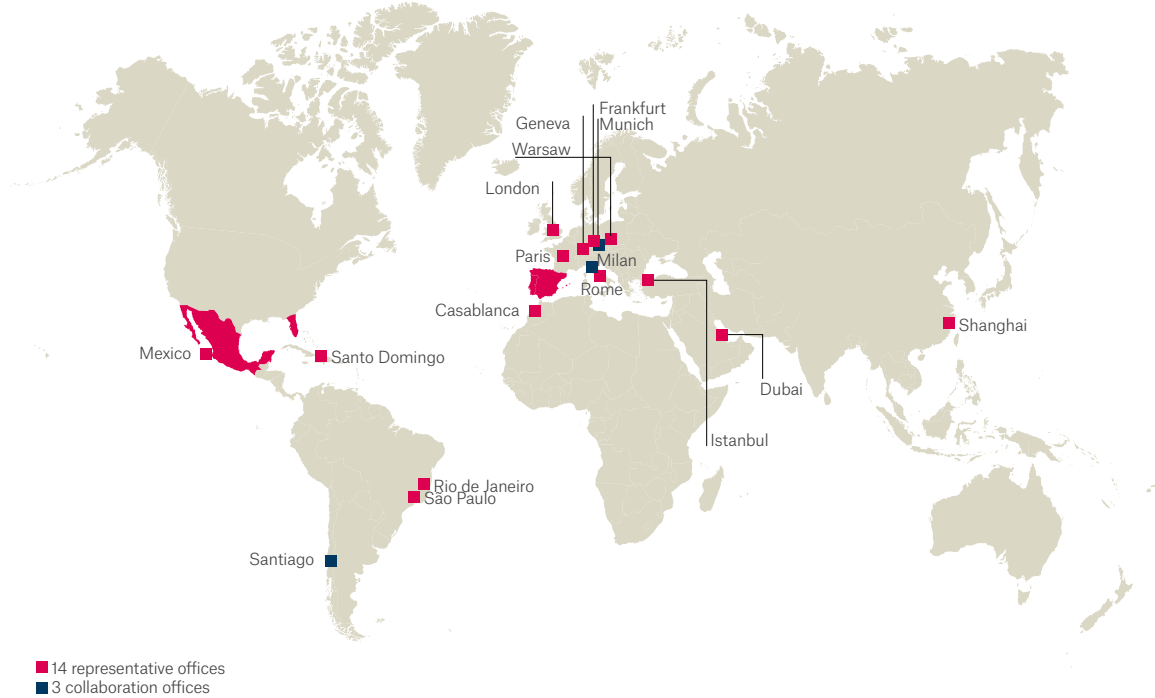 Frankfurt
Geneva
Munich
Warsaw
London
Paris
Milan
Rome
Casablanca
Shanghai
Mexico
Santo Domingo
Dubai
Istanbul
Rio de Janeiro
São Paulo
Santiago
14 representative offices
3 collaboration offices